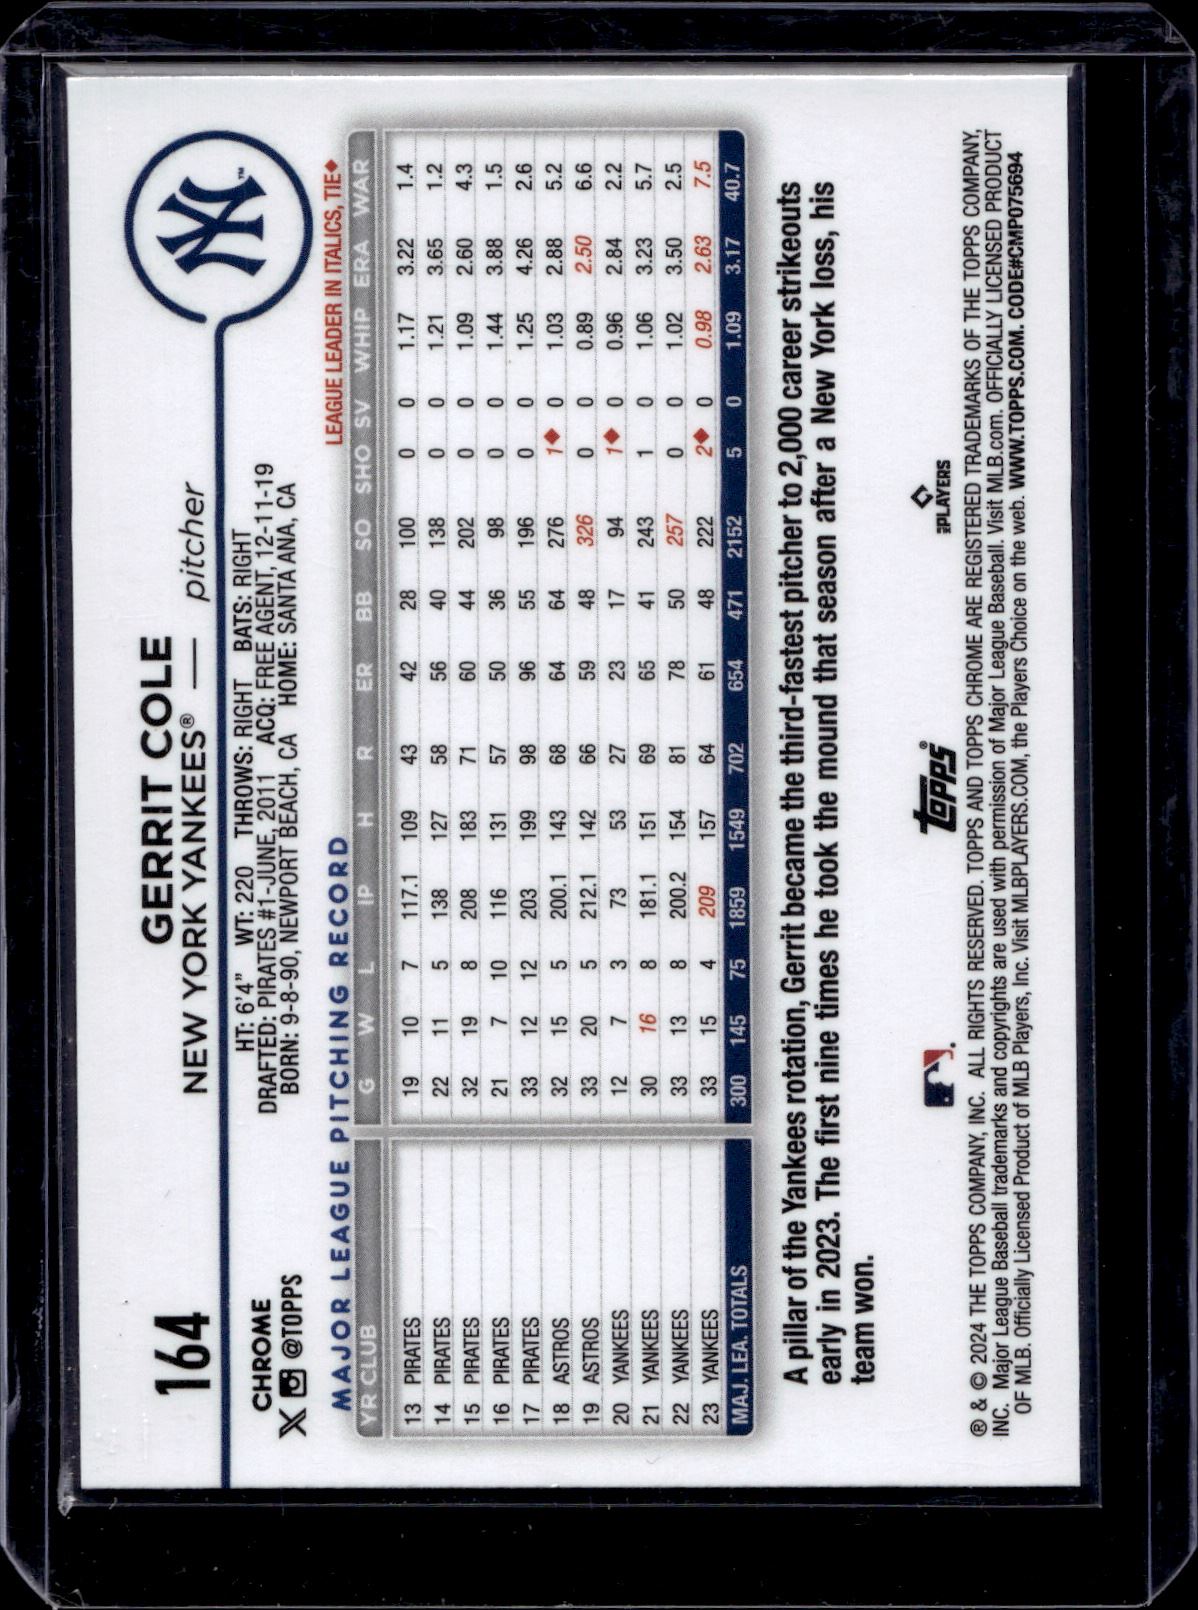 164
GERRIT COLE
NEW YORK YANKEES® — pitcher
NY™
CHROME
X @TOPPS
HT: 6'4" WT: 220 THROWS: RIGHT BATS: RIGHT
DRAFTED: PIRATES #1-JUNE, 2011 ACQ: FREE AGENT, 12-11-19
BORN: 9-8-90, NEWPORT BEACH, CA HOME: SANTA ANA, CA
MAJOR LEAGUE PITCHING RECORD LEAGUE LEADER IN ITALICS, TIE♦
YR CLUB G W L IP H R ER BB SO SHO SV WHIP ERA WAR
13 PIRATES 19 10 7 117.1 109 43 42 28 100 0 0 1.17 3.22 1.4
14 PIRATES 22 11 5 138 127 58 56 40 138 0 0 1.21 3.65 1.2
15 PIRATES 32 19 8 208 183 71 60 44 202 0 0 1.09 2.60 4.3
16 PIRATES 21 7 10 116 131 57 50 36 98 0 0 1.44 3.88 1.5
17 PIRATES 33 12 12 203 199 98 96 55 196 0 0 1.25 4.26 2.6
18 ASTROS 32 15 5 200.1 143 68 64 64 276 1♦ 0 1.03 2.88 5.2
19 ASTROS 33 20 5 212.1 142 66 59 48 326 0 0 0.89 2.50 6.6
20 YANKEES 12 7 3 73 53 27 23 17 94 1♦ 0 0.96 2.84 2.2
21 YANKEES 30 16 8 181.1 151 69 65 41 243 1 0 1.06 3.23 5.7
22 YANKEES 33 13 8 200.2 154 81 78 50 257 0 0 1.02 3.50 2.5
23 YANKEES 33 15 4 209 157 64 61 48 222 2♦ 0 0.98 2.63 7.5
MAJ. LEA. TOTALS 300 145 75 1859 1549 702 654 471 2152 5 0 1.09 3.17 40.7
A pillar of the Yankees rotation, Gerrit became the third-fastest pitcher to 2,000 career strikeouts
early in 2023. The first nine times he took the mound that season after a New York loss, his
team won.
topps®
MLB PLAYERS
® & © 2024 THE TOPPS COMPANY, INC. ALL RIGHTS RESERVED. TOPPS AND TOPPS CHROME ARE REGISTERED TRADEMARKS OF THE TOPPS COMPANY,
INC. Major League Baseball trademarks and copyrights are used with permission of Major League Baseball. Visit MLB.com. OFFICIALLY LICENSED PRODUCT
OF MLB. Officially Licensed Product of MLB Players, Inc. Visit MLBPLAYERS.COM, the Players Choice on the web. WWW.TOPPS.COM. CODE#CMP075694